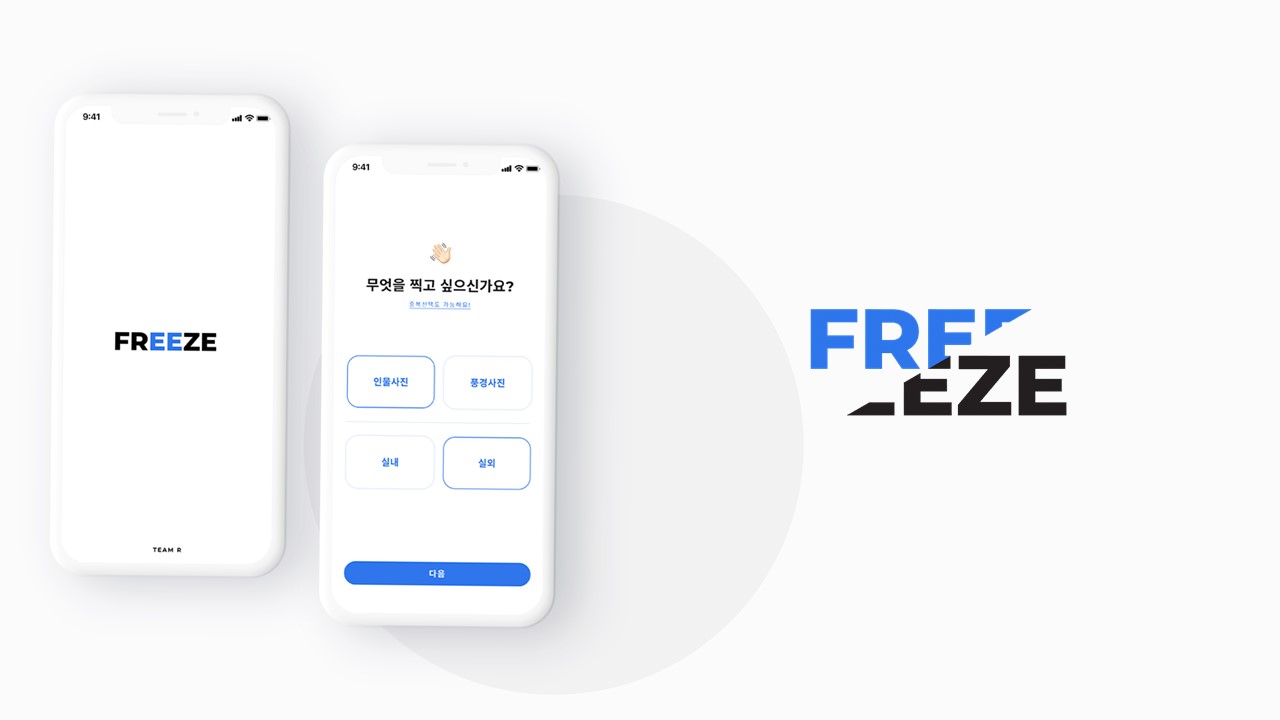 9:41
FREEZE
TEAM R
9:41
무엇을 찍고 싶으신가요?
중복선택도 가능해요!
인물사진
풍경사진
실내
실외
다음
FREE
EZE